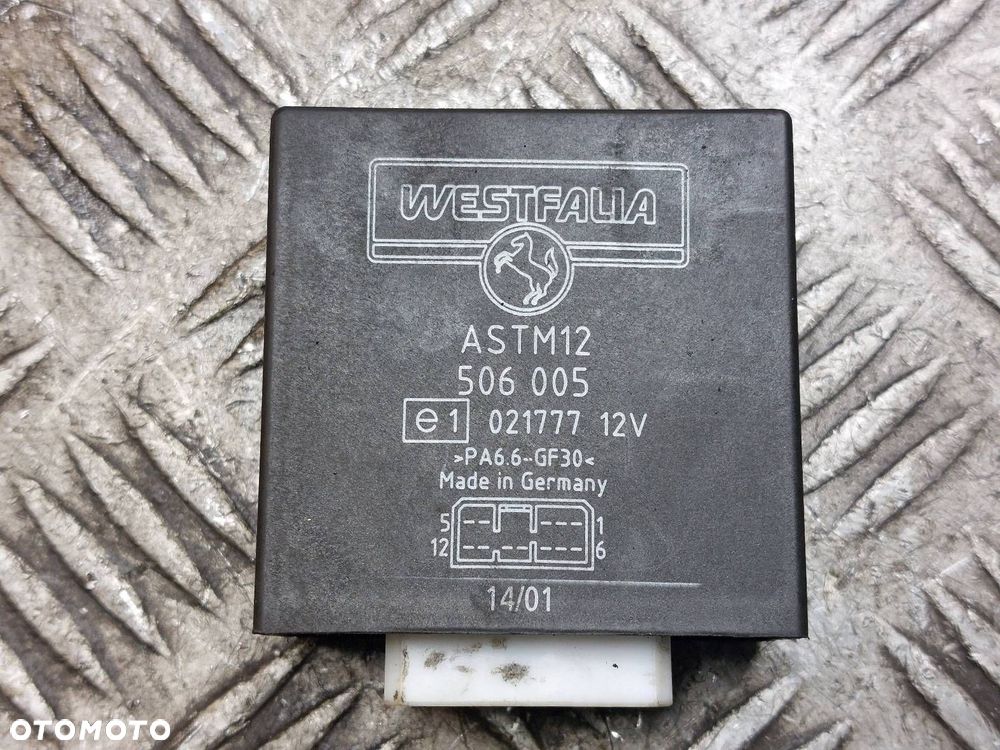 WESTFALIA
ASTM12
506 005
e1 021777 12V
>PA6.6-GF30<
Made in Germany
5 1
12 6
14/01
OTOMOTO